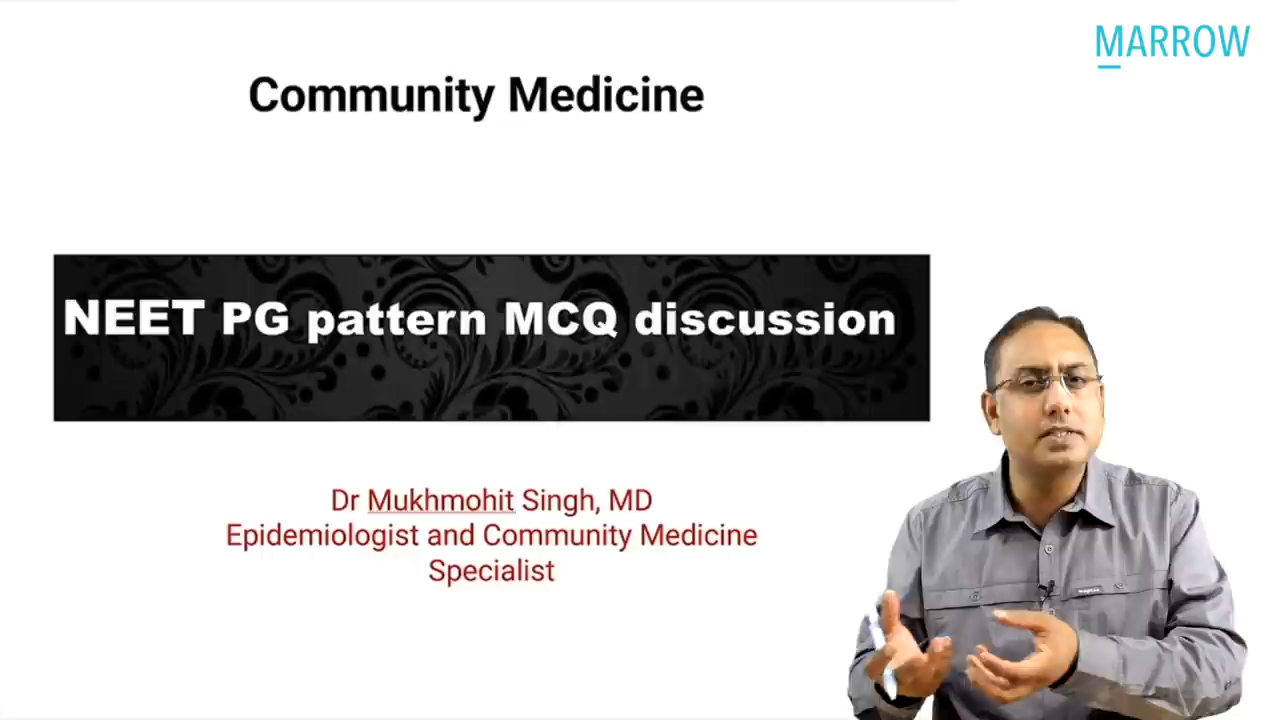 MARROW
Community Medicine
NEET PG pattern MCQ discussion
Dr Mukhmohit Singh, MD
Epidemiologist and Community Medicine
Specialist